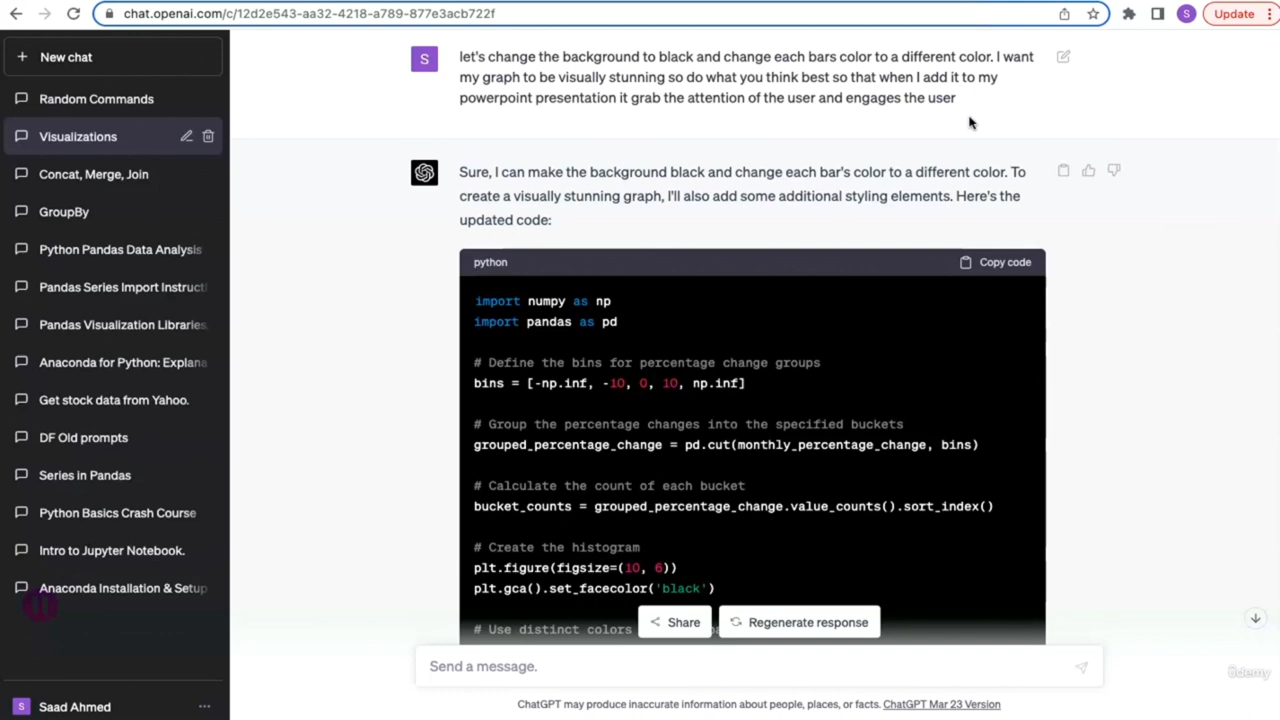 chat.openai.com/c/12d2e543-aa32-4218-a789-877e3acb722f
S
Update
New chat
Random Commands
Visualizations
Concat, Merge, Join
GroupBy
Python Pandas Data Analysis
Pandas Series Import Instructi
Pandas Visualization Libraries,
Anaconda for Python: Explana
Get stock data from Yahoo.
DF Old prompts
Series in Pandas
Python Basics Crash Course
Intro to Jupyter Notebook.
Anaconda Installation & Setup
S
Saad Ahmed
S
let's change the background to black and change each bars color to a different color. I want
my graph to be visually stunning so do what you think best so that when I add it to my
powerpoint presentation it grab the attention of the user and engages the user
Sure, I can make the background black and change each bar's color to a different color. To
create a visually stunning graph, I'll also add some additional styling elements. Here's the
updated code:
python
Copy code
import numpy as np
import pandas as pd
# Define the bins for percentage change groups
bins = [-np.inf, -10, 0, 10, np.inf]
# Group the percentage changes into the specified buckets
grouped_percentage_change = pd.cut(monthly_percentage_change, bins)
# Calculate the count of each bucket
bucket_counts = grouped_percentage_change.value_counts().sort_index()
# Create the histogram
plt.figure(figsize=(10, 6))
plt.gca().set_facecolor('black')
# Use distinct colors
Share
Regenerate response
Send a message.
ChatGPT may produce inaccurate information about people, places, or facts. ChatGPT Mar 23 Version
ûdemy